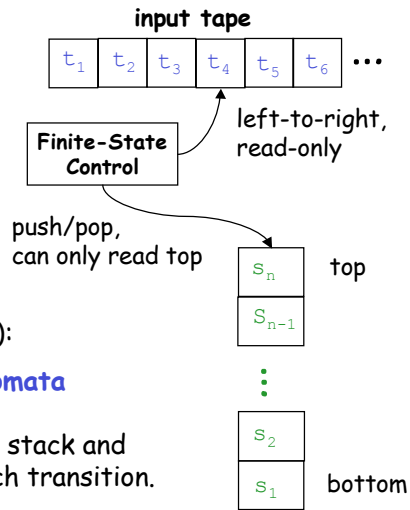 input tape
t1 t2 t3 t4 t5 t6 ...
left-to-right,
read-only
Finite-State
Control
push/pop,
can only read top
sn top
Sn-1
):
omata
⋮
s2
stack and
ch transition.
s1 bottom